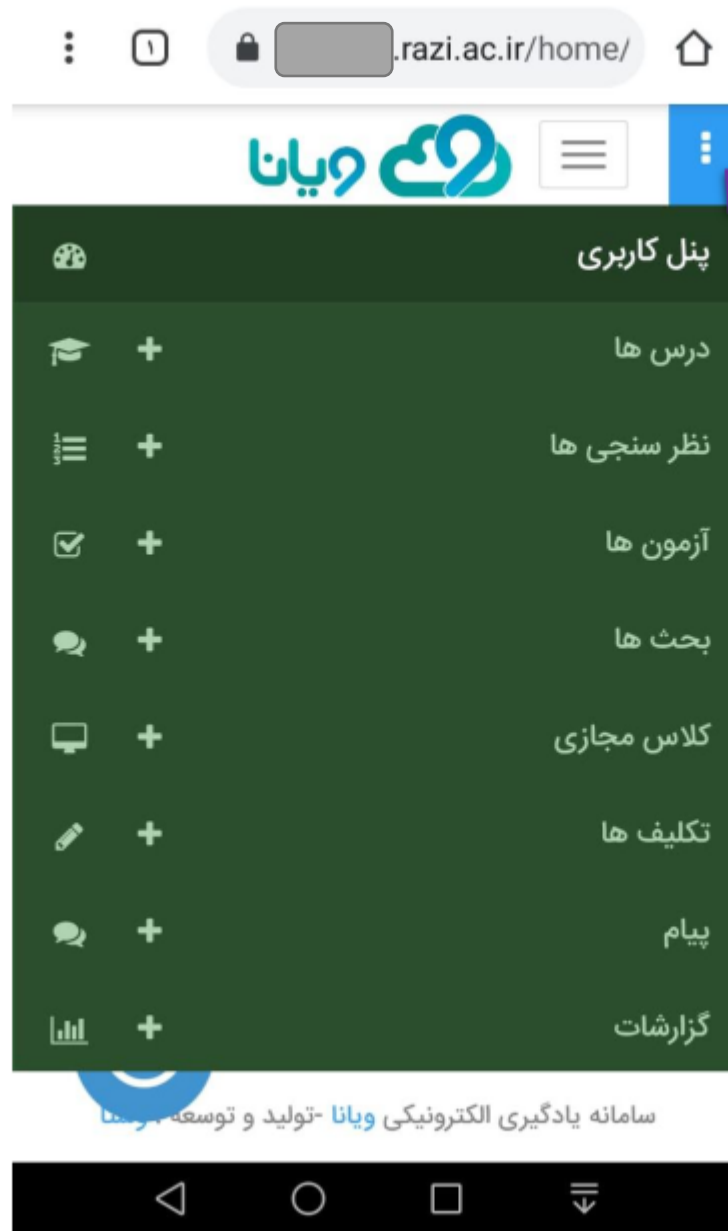 ۱
.razi.ac.ir/home/
ویانا
پنل کاربری
درس ها
نظر سنجی ها
آزمون ها
بحث ها
کلاس مجازی
تکلیف ها
پیام
گزارشات
سامانه یادگیری الکترونیکی ویانا -تولید و توسعه